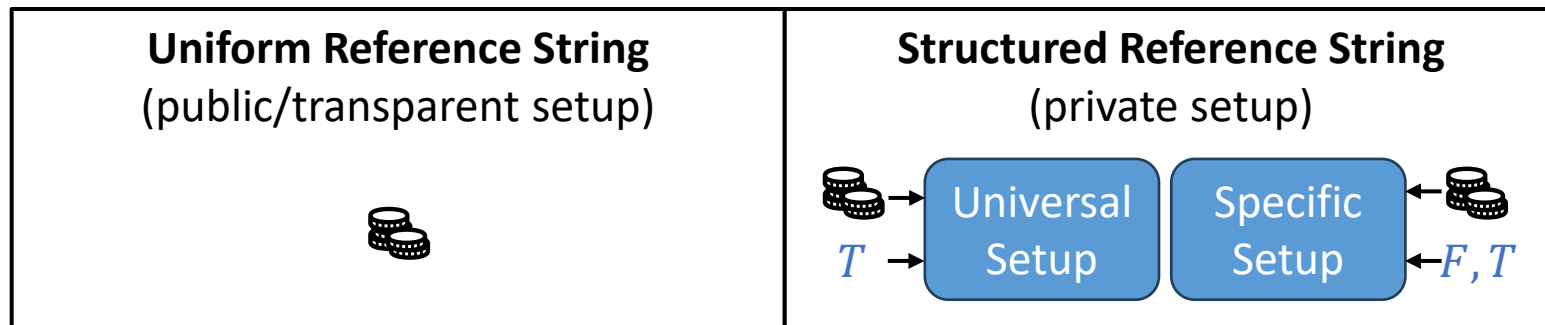 Uniform Reference String
(public/transparent setup)
Structured Reference String
(private setup)
Universal
Setup
T
Specific
Setup
F, T